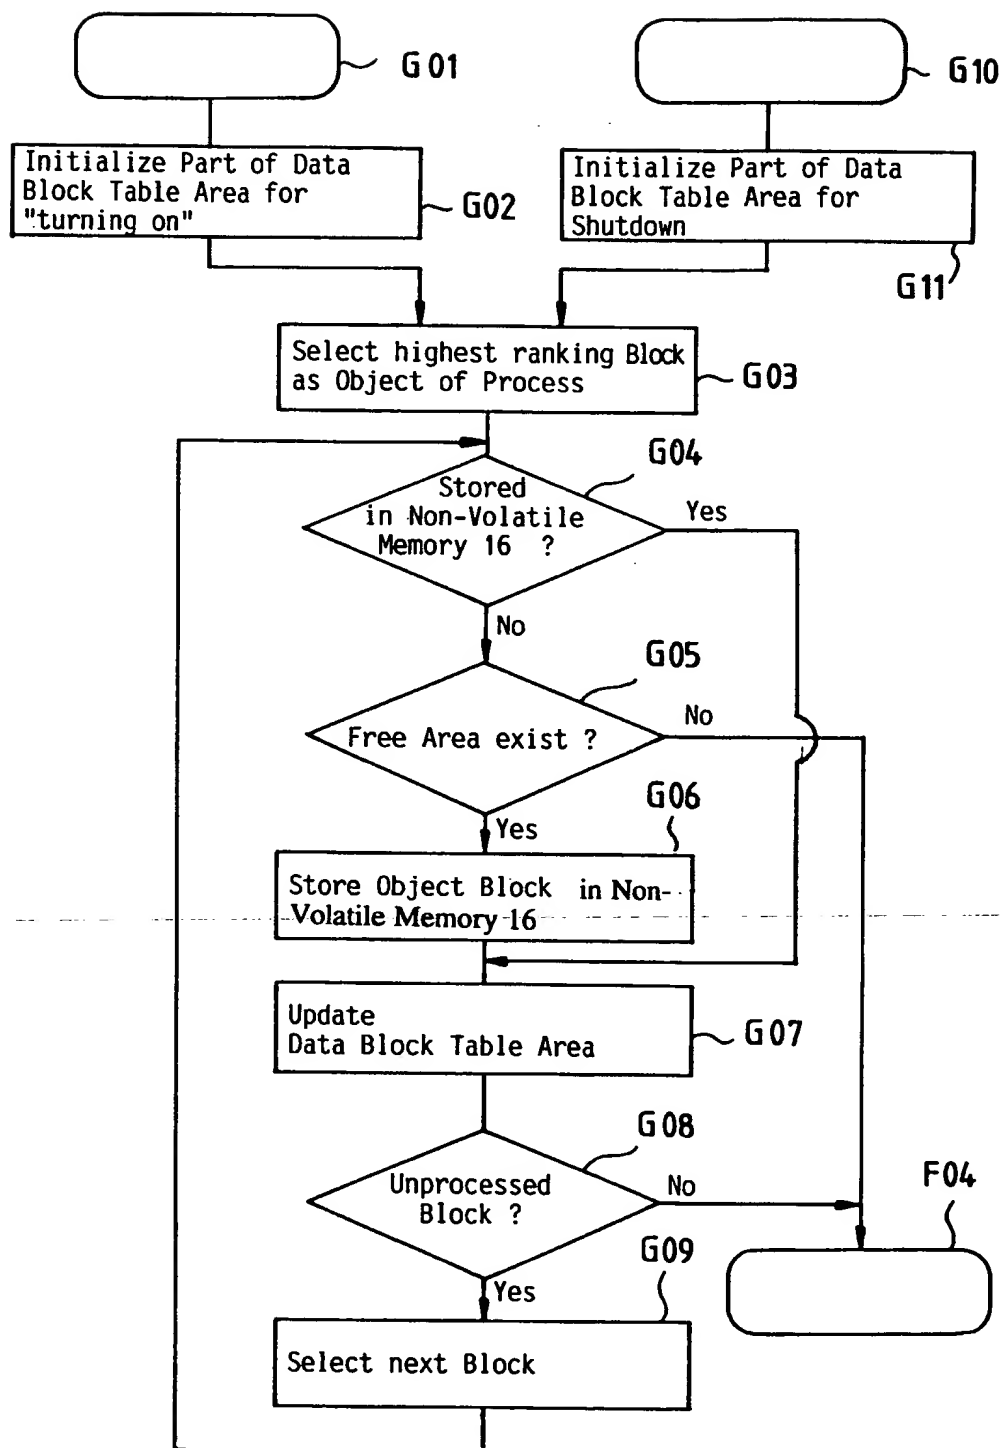 G01
G10
Initialize Part of Data
Block Table Area for
"turning on"
G02
Initialize Part of Data
Block Table Area for
Shutdown
G11
Select highest ranking Block
as Object of Process
G03
G04
Stored
in Non-Volatile
Memory 16 ?
Yes
No
G05
Free Area exist ?
No
G06
Yes
Store Object Block in Non-
Volatile Memory 16
Update
Data Block Table Area
G07
G08
Unprocessed
Block ?
No
F04
G09
Yes
Select next Block